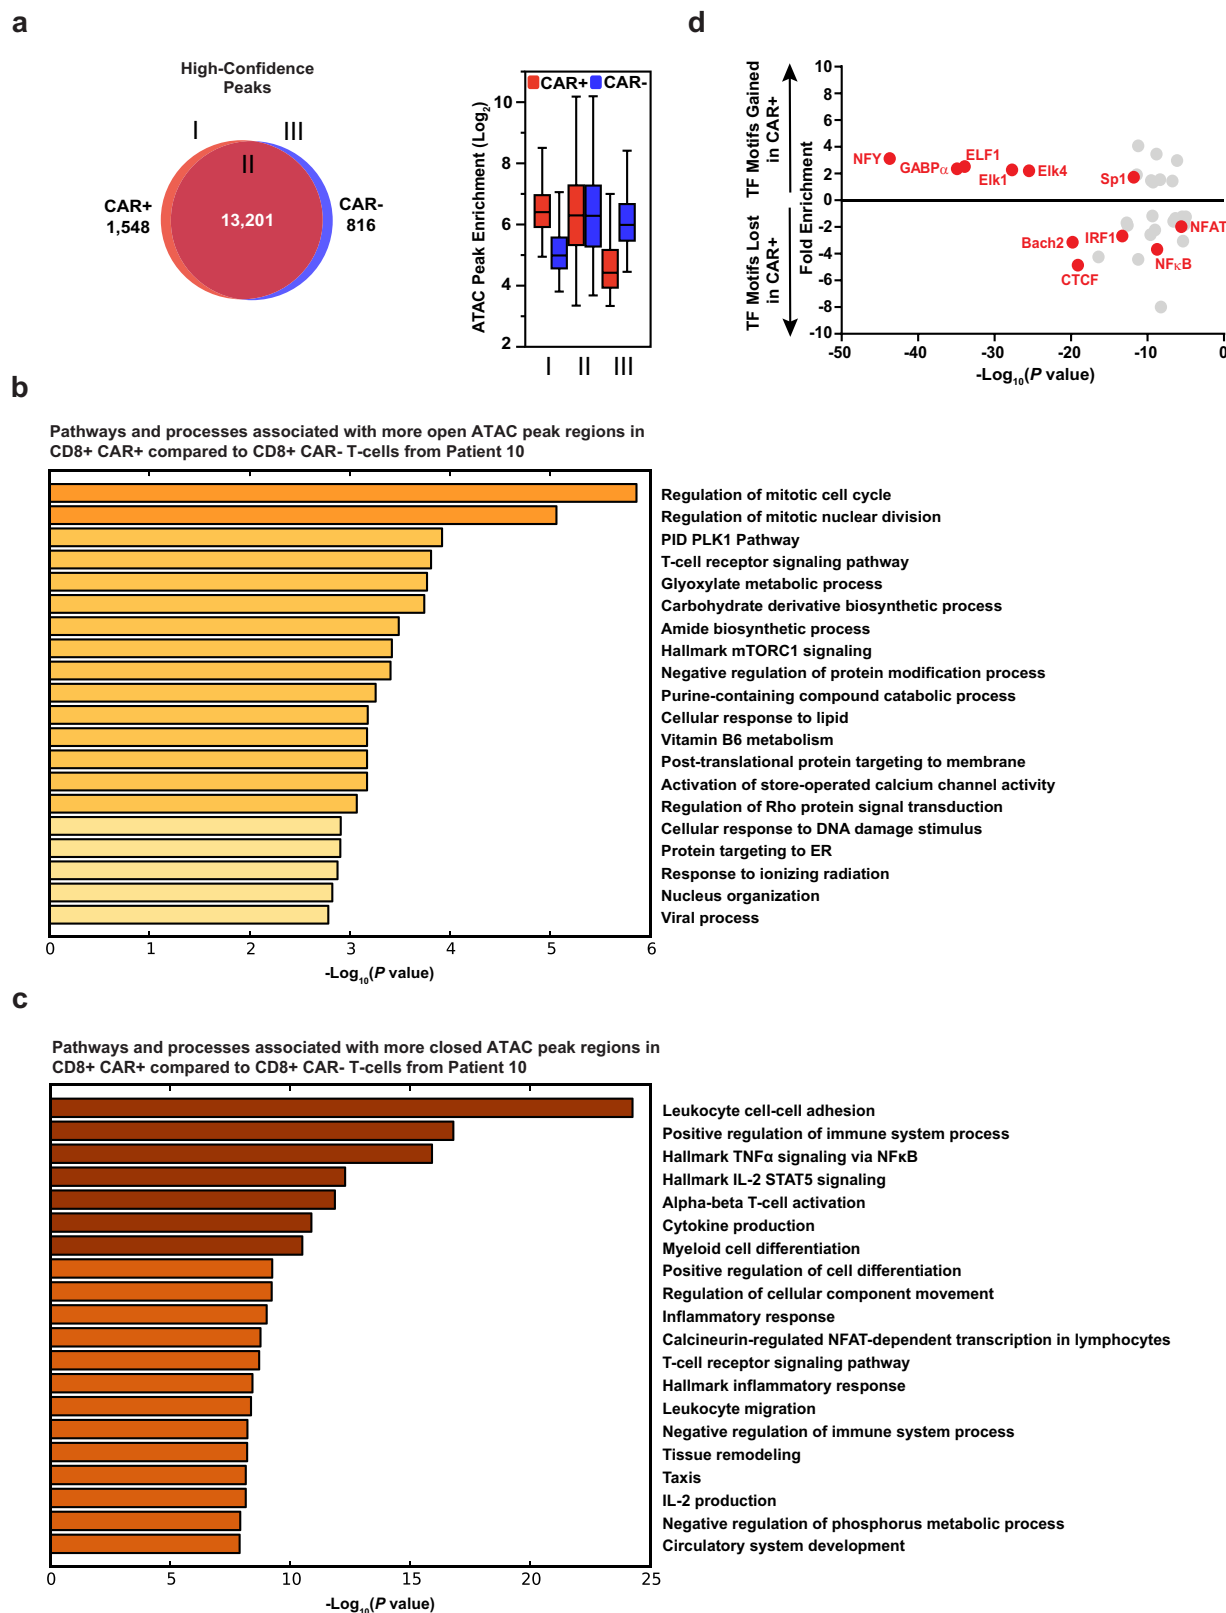 a
High-Confidence
Peaks
I
III
II
CAR+
1,548
13,201
CAR-
816
ATAC Peak Enrichment (Log2)
CAR+ CAR-
10
8
6
4
2
I II III
d
TF Motifs Gained
in CAR+
TF Motifs Lost
in CAR+
Fold Enrichment
10
8
6
4
2
0
-2
-4
-6
-8
-10
NFY
GABPα
ELF1
Elk1
Elk4
Sp1
Bach2
IRF1
NFAT
CTCF
NFκB
-50 -40 -30 -20 -10 0
-Log10(P value)
b
Pathways and processes associated with more open ATAC peak regions in
CD8+ CAR+ compared to CD8+ CAR- T-cells from Patient 10
Regulation of mitotic cell cycle
Regulation of mitotic nuclear division
PID PLK1 Pathway
T-cell receptor signaling pathway
Glyoxylate metabolic process
Carbohydrate derivative biosynthetic process
Amide biosynthetic process
Hallmark mTORC1 signaling
Negative regulation of protein modification process
Purine-containing compound catabolic process
Cellular response to lipid
Vitamin B6 metabolism
Post-translational protein targeting to membrane
Activation of store-operated calcium channel activity
Regulation of Rho protein signal transduction
Cellular response to DNA damage stimulus
Protein targeting to ER
Response to ionizing radiation
Nucleus organization
Viral process
0 1 2 3 4 5 6
-Log10(P value)
c
Pathways and processes associated with more closed ATAC peak regions in
CD8+ CAR+ compared to CD8+ CAR- T-cells from Patient 10
Leukocyte cell-cell adhesion
Positive regulation of immune system process
Hallmark TNFα signaling via NFκB
Hallmark IL-2 STAT5 signaling
Alpha-beta T-cell activation
Cytokine production
Myeloid cell differentiation
Positive regulation of cell differentiation
Regulation of cellular component movement
Inflammatory response
Calcineurin-regulated NFAT-dependent transcription in lymphocytes
T-cell receptor signaling pathway
Hallmark inflammatory response
Leukocyte migration
Negative regulation of immune system process
Tissue remodeling
Taxis
IL-2 production
Negative regulation of phosphorus metabolic process
Circulatory system development
0 5 10 15 20 25
-Log10(P value)